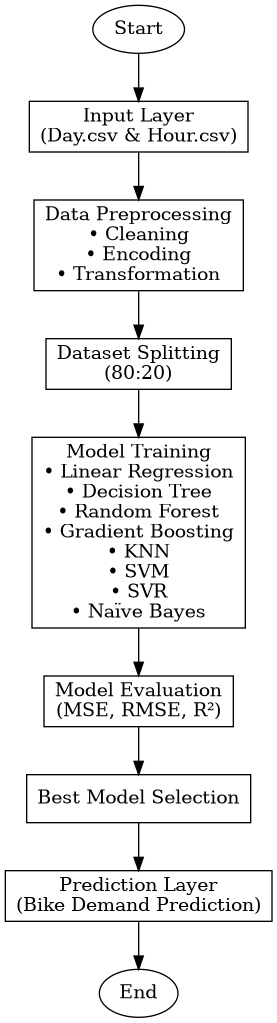 Start
Input Layer
(Day.csv & Hour.csv)
Data Preprocessing
• Cleaning
• Encoding
• Transformation
Dataset Splitting
(80:20)
Model Training
• Linear Regression
• Decision Tree
• Random Forest
• Gradient Boosting
• KNN
• SVM
• SVR
• Naïve Bayes
Model Evaluation
(MSE, RMSE, R²)
Best Model Selection
Prediction Layer
(Bike Demand Prediction)
End